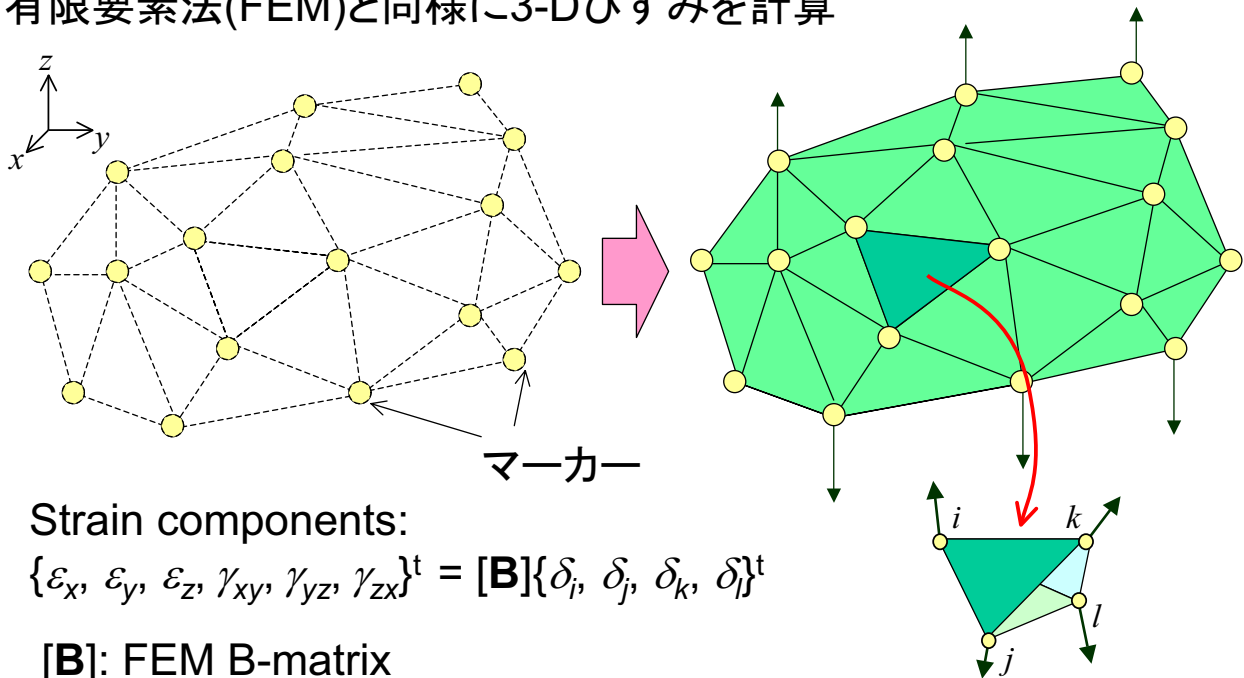 有限要素法(FEM)と同様に3-Dひずみを計算
z
y
x
マーカー
Strain components:
{εx, εy, εz, γxy, γyz, γzx}ᵗ = [B]{δi, δj, δk, δl}ᵗ
[B]: FEM B-matrix
i
k
l
j